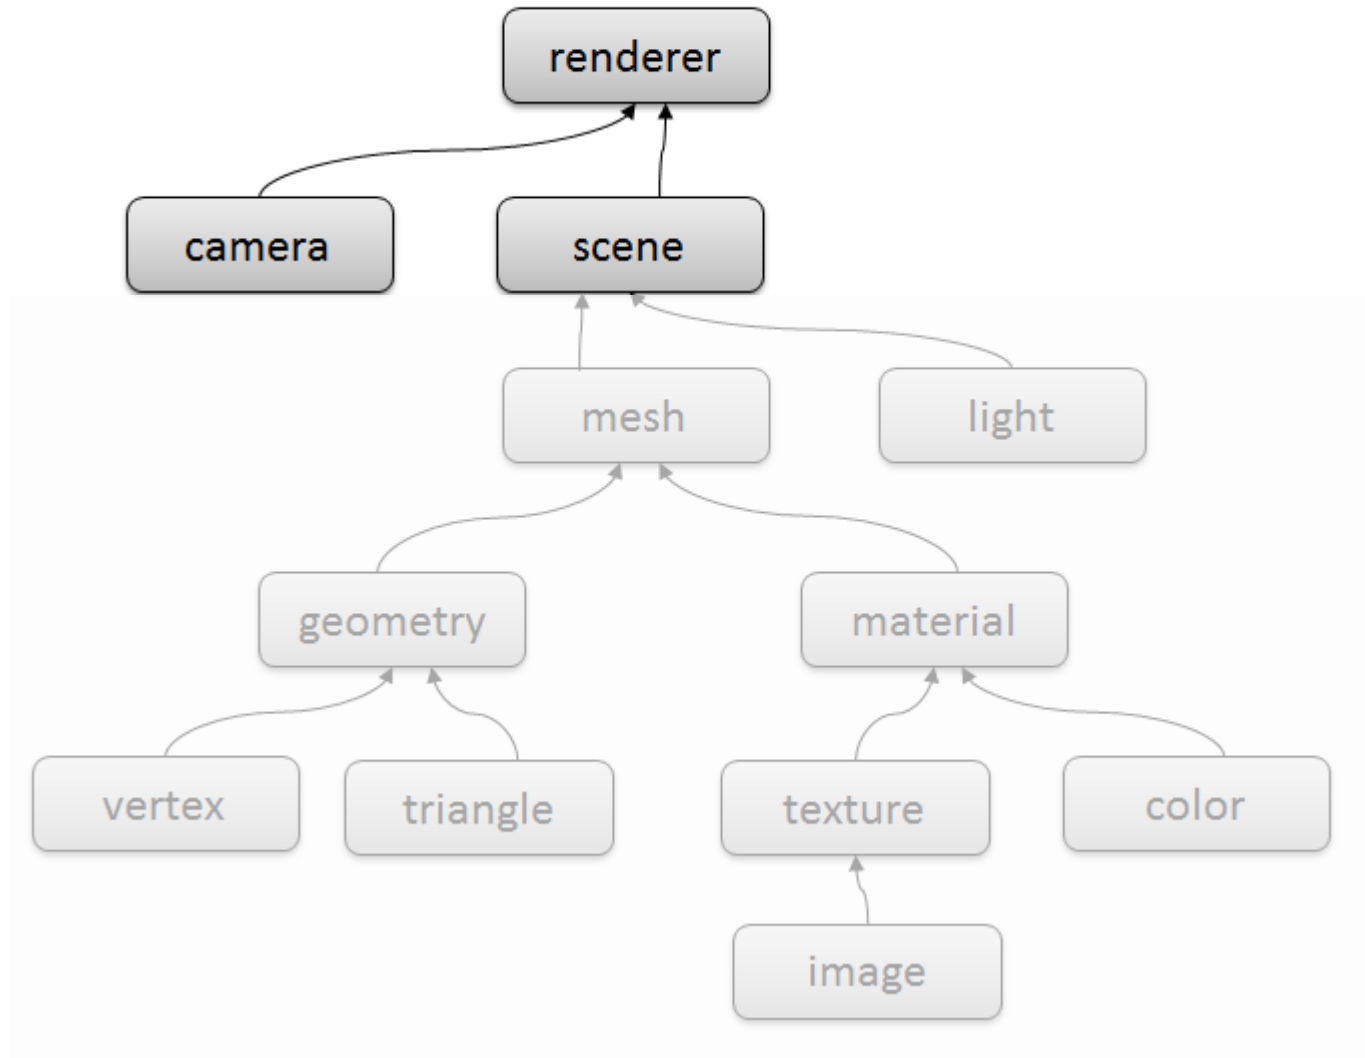 renderer
camera
scene
mesh
light
geometry
material
vertex
triangle
texture
color
image